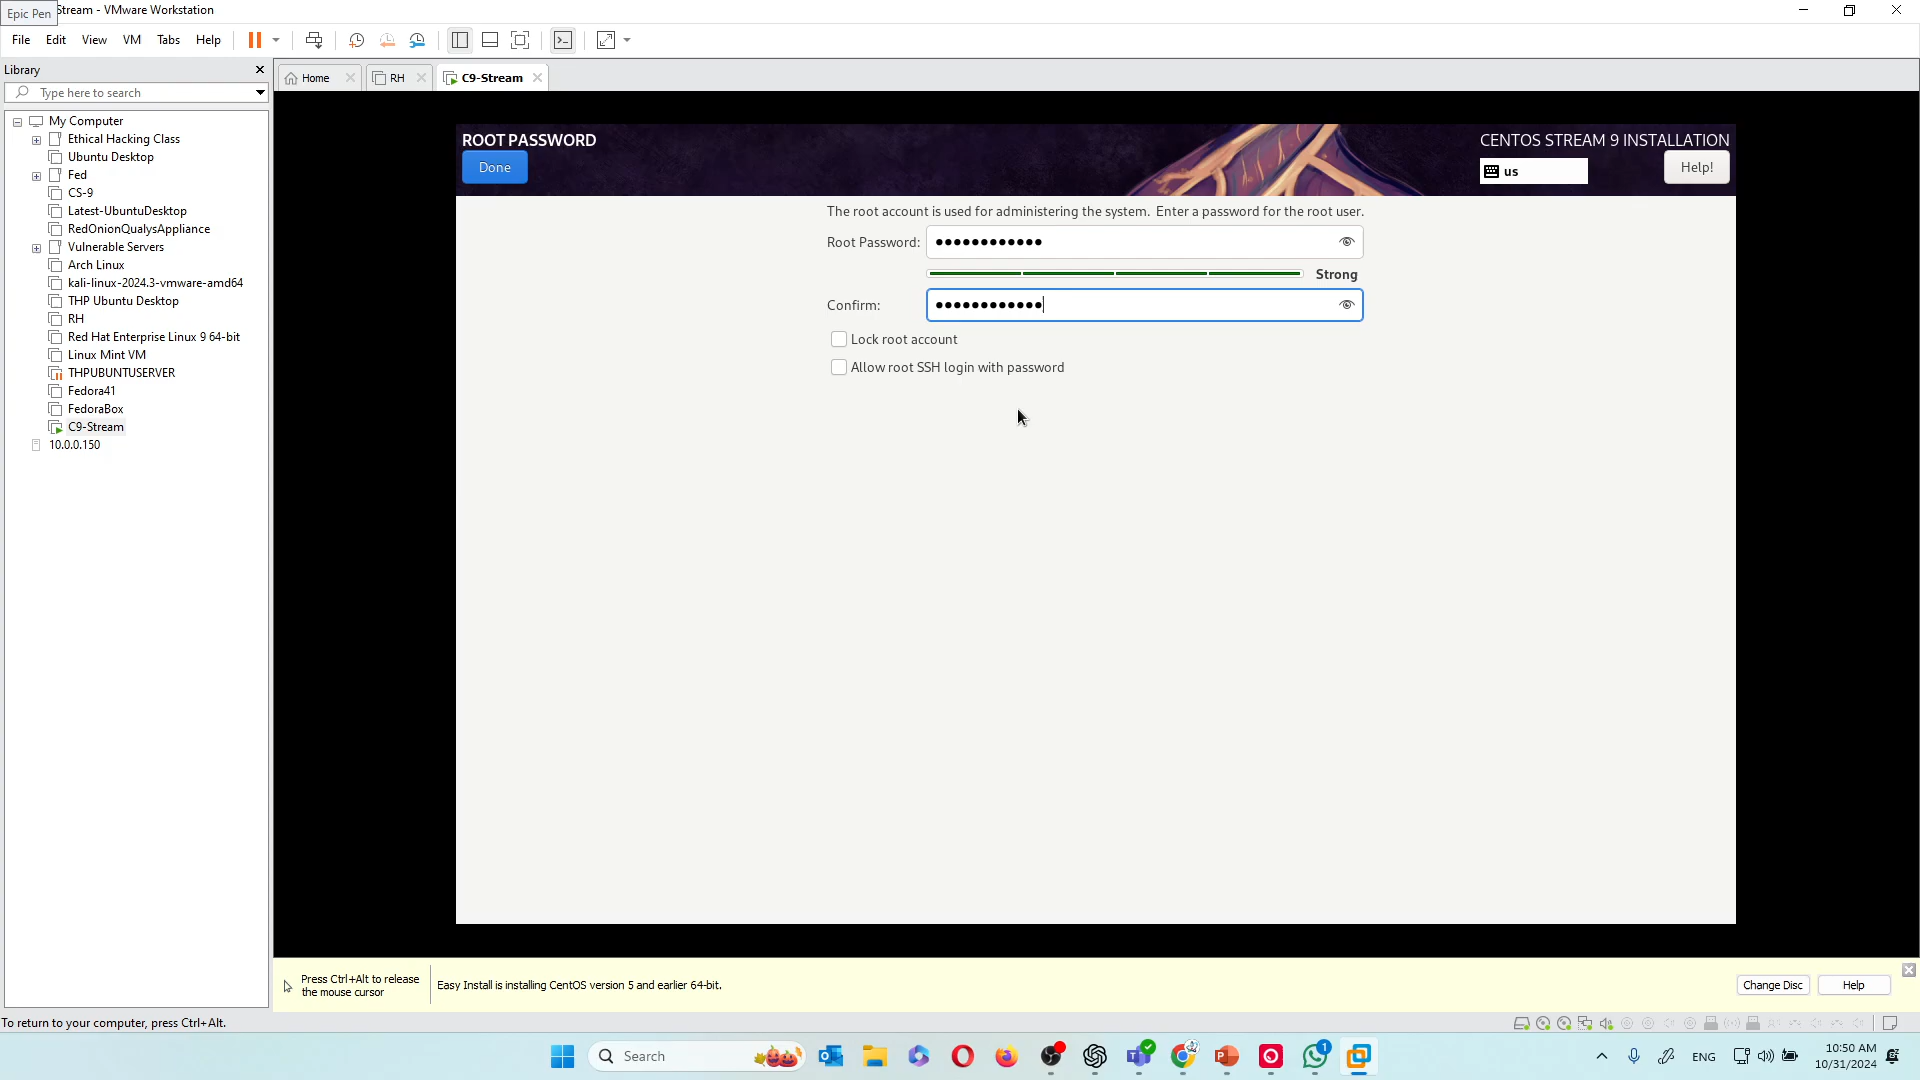 Epic Pen
Stream - VMware Workstation
File Edit View VM Tabs Help
Library
Type here to search
Home
RH
C9-Stream
My Computer
Ethical Hacking Class
Ubuntu Desktop
Fed
CS-9
Latest-UbuntuDesktop
RedOnionQualysAppliance
Vulnerable Servers
Arch Linux
kali-linux-2024.3-vmware-amd64
THP Ubuntu Desktop
RH
Red Hat Enterprise Linux 9 64-bit
Linux Mint VM
THPUBUNTUSERVER
Fedora41
FedoraBox
C9-Stream
10.0.0.150
ROOT PASSWORD
Done
CENTOS STREAM 9 INSTALLATION
us
Help!
The root account is used for administering the system. Enter a password for the root user.
Root Password: ●●●●●●●●●●●●
Strong
Confirm: ●●●●●●●●●●●●
Lock root account
Allow root SSH login with password
Press Ctrl+Alt to release
the mouse cursor
Easy Install is installing CentOS version 5 and earlier 64-bit.
Change Disc
Help
To return to your computer, press Ctrl+Alt.
Search
1
ENG
10:50 AM
10/31/2024